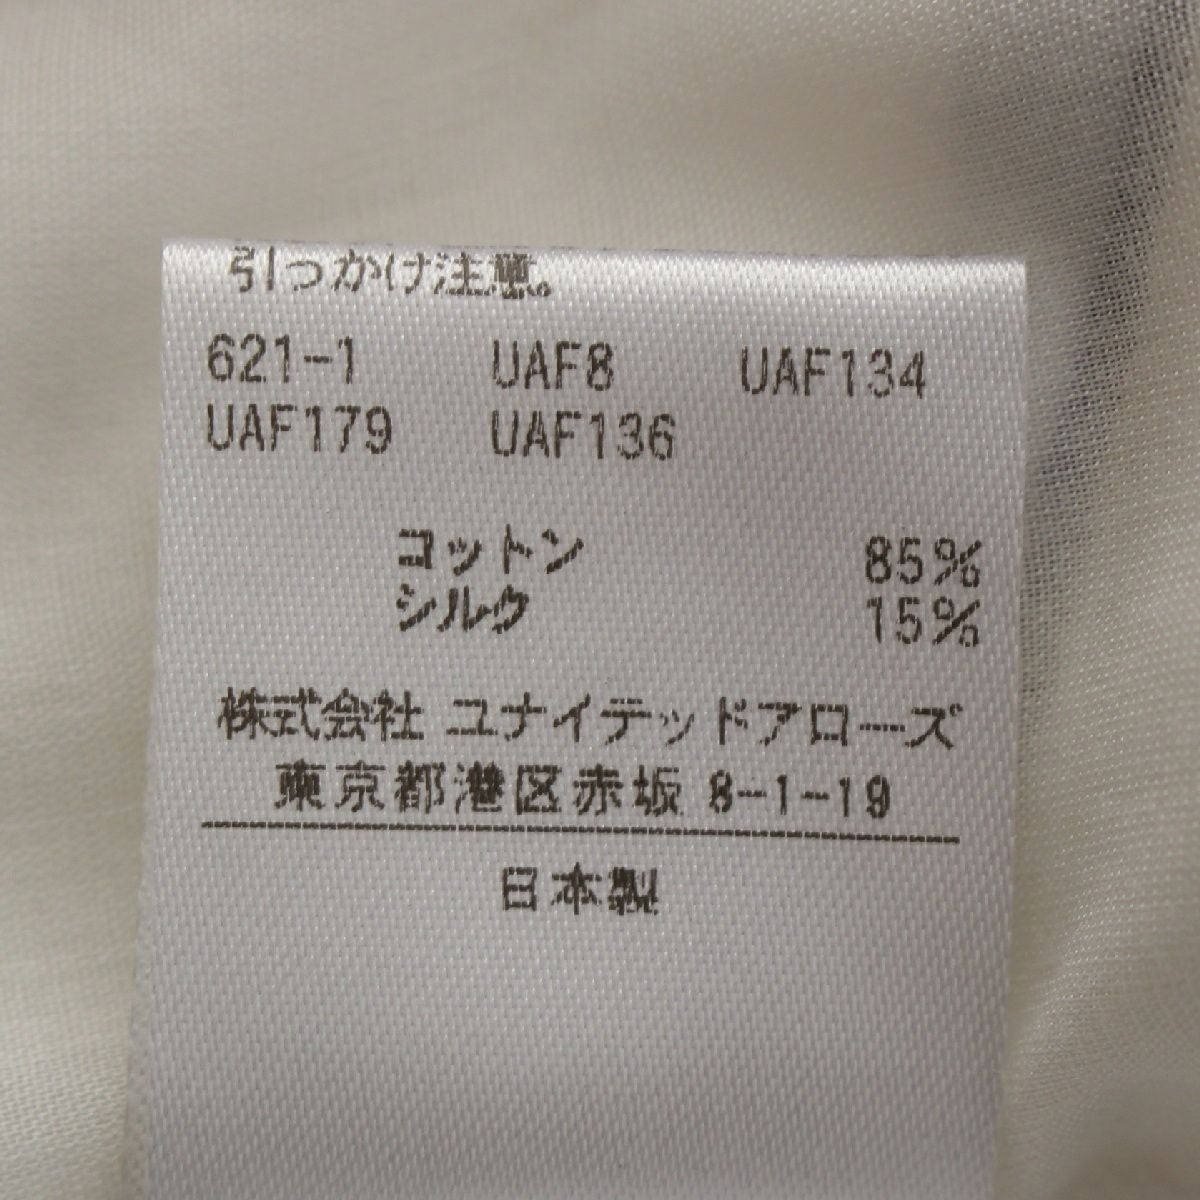 引っかけ注意。
621-1 UAF8 UAF134
UAF179 UAF136
コットン 85%
シルク 15%
株式会社 ユナイテッドアローズ
東京都港区赤坂 8-1-19
日本製